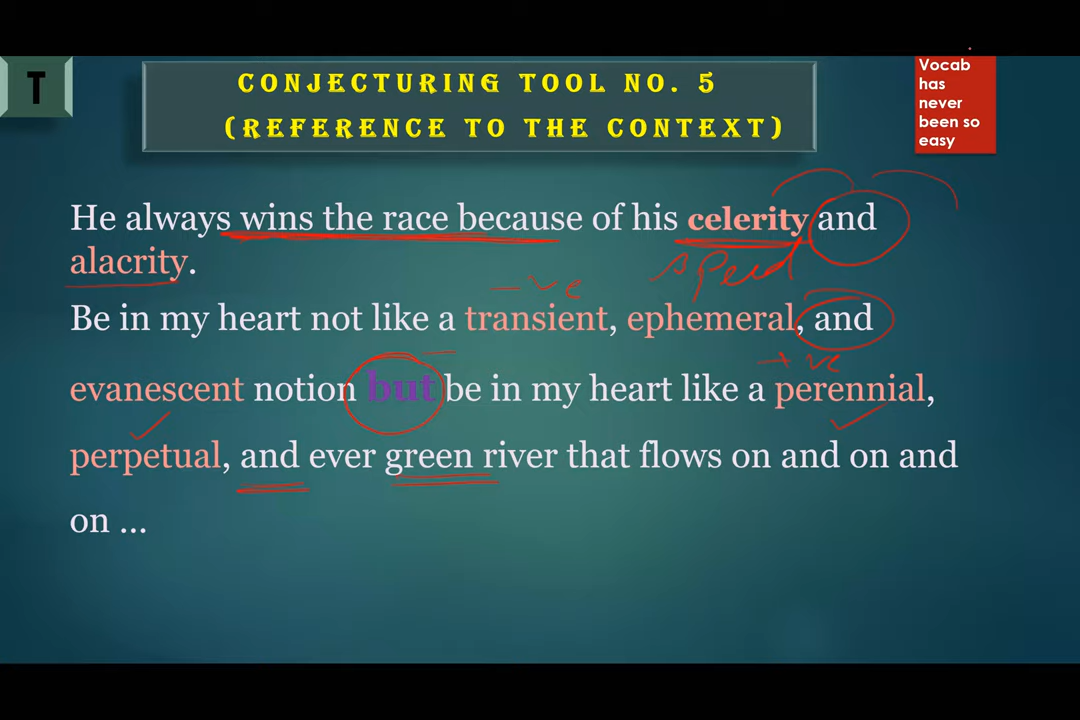 T
CONJECTURING TOOL NO. 5
(REFERENCE TO THE CONTEXT)
Vocab
has
never
been so
easy
He always wins the race because of his celerity and
alacrity.
speed
-ve
Be in my heart not like a transient, ephemeral, and
+ve
evanescent notion but be in my heart like a perennial,
perpetual, and ever green river that flows on and on and
on ...